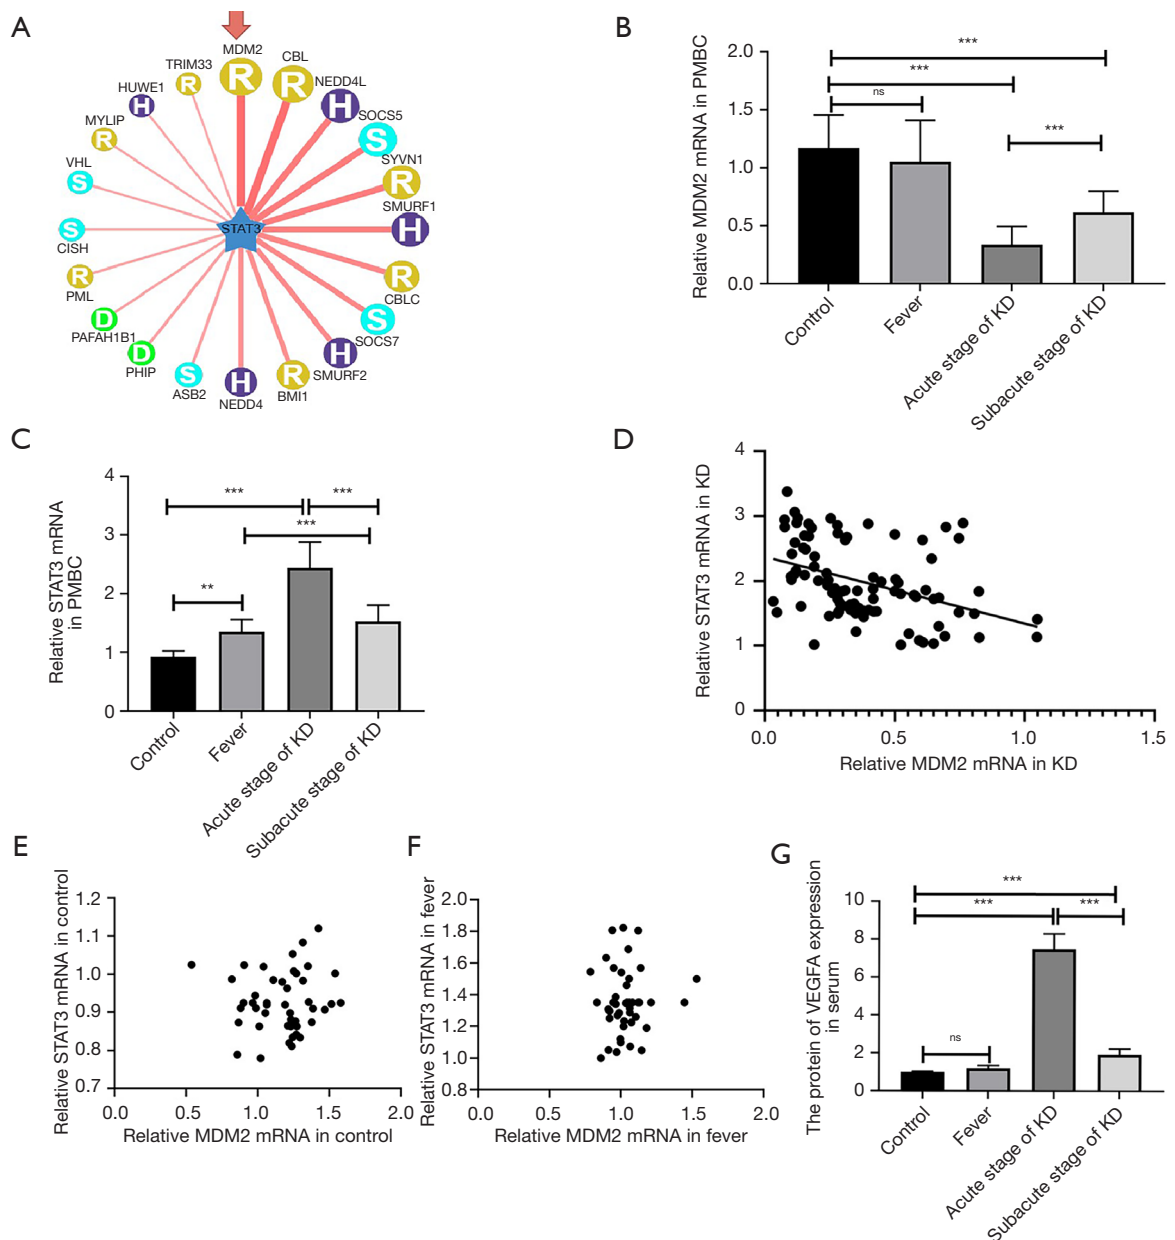 A
MDM2
CBL
TRIM33
R
R
NEDD4L
HUWE1
R
H
H
SOCS5
MYLIP
S
R
SYVN1
VHL
R
S
SMURF1
STAT3
S
H
CISH
R
R
PML
CBLC
D
S
PAFAH1B1
SOCS7
D
H
PHIP
SMURF2
S
H
R
ASB2
NEDD4
BMI1
B
Relative MDM2 mRNA in PMBC
2.0
1.5
1.0
0.5
0.0
***
***
ns
***
Control
Fever
Acute stage of KD
Subacute stage of KD
C
Relative STAT3 mRNA
in PMBC
4
3
2
1
0
***
***
***
**
Control
Fever
Acute stage of KD
Subacute stage of KD
D
Relative STAT3 mRNA in KD
4
3
2
1
0
0.0
0.5
1.0
1.5
Relative MDM2 mRNA in KD
E
Relative STAT3 mRNA in control
1.2
1.1
1.0
0.9
0.8
0.7
0.0
0.5
1.0
1.5
2.0
Relative MDM2 mRNA in control
F
Relative STAT3 mRNA in fever
2.0
1.8
1.6
1.4
1.2
1.0
0.8
0.0
0.5
1.0
1.5
2.0
Relative MDM2 mRNA in fever
G
The protein of VEGFA expression
in serum
10
8
6
4
2
0
***
***
***
ns
Control
Fever
Acute stage of KD
Subacute stage of KD